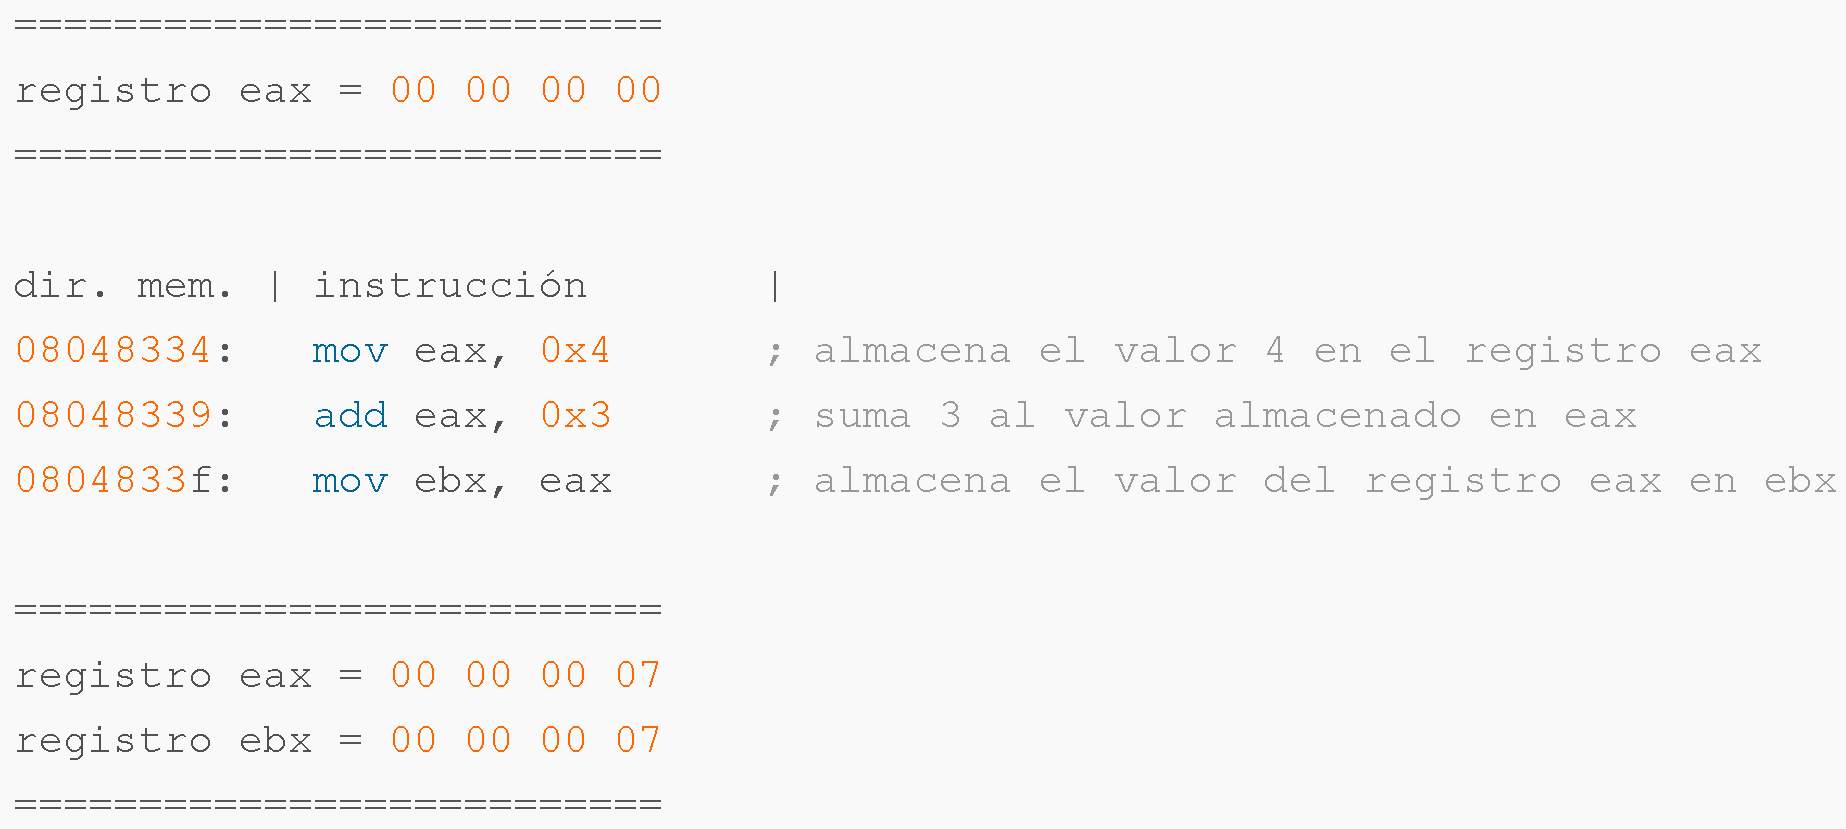 ==========================
registro eax = 00 00 00 00
==========================
dir. mem. | instrucción       |
08048334:   mov eax, 0x4      ; almacena el valor 4 en el registro eax
08048339:   add eax, 0x3      ; suma 3 al valor almacenado en eax
0804833f:   mov ebx, eax      ; almacena el valor del registro eax en ebx
==========================
registro eax = 00 00 00 07
registro ebx = 00 00 00 07
==========================